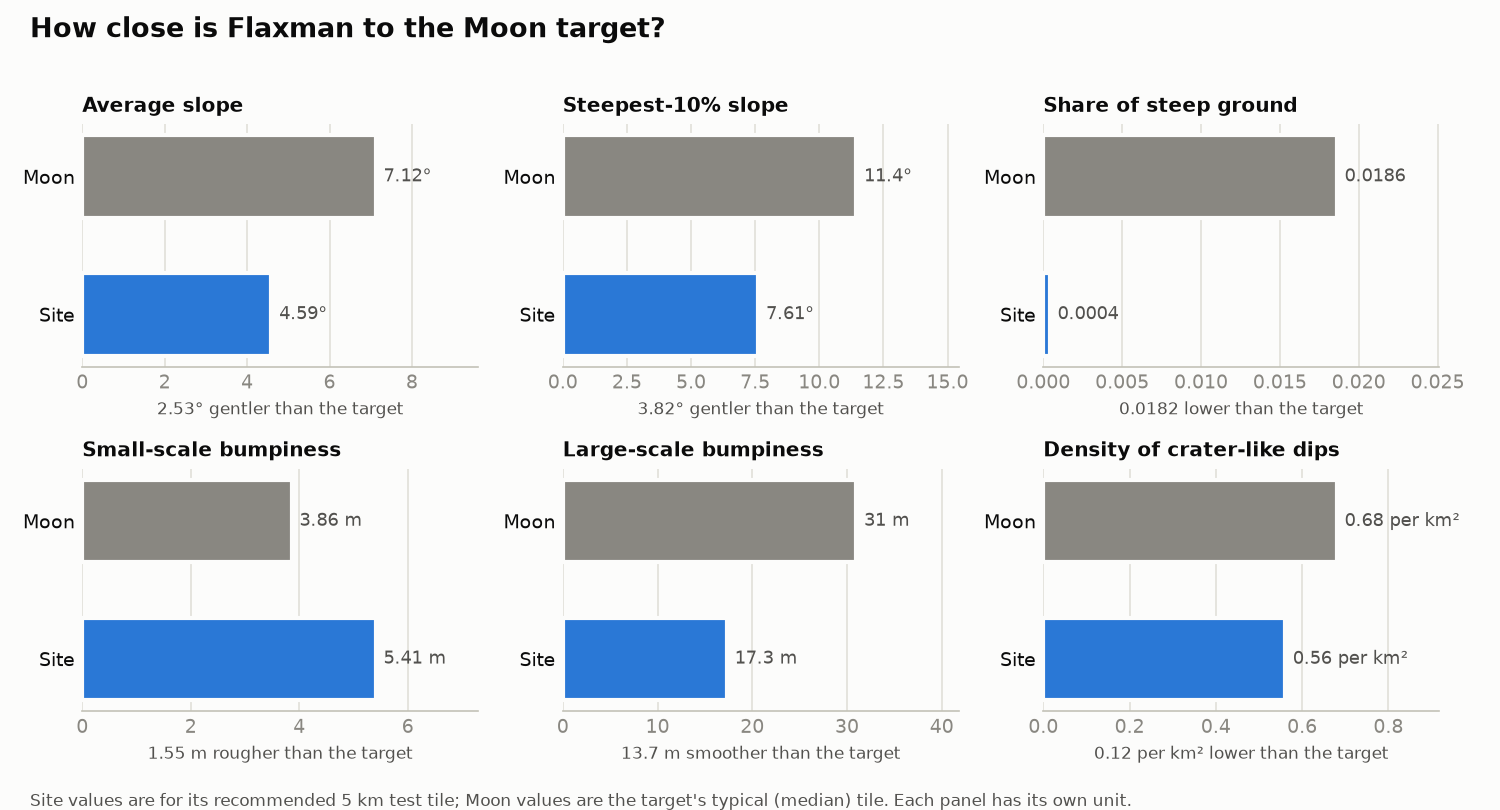 How close is Flaxman to the Moon target?
Average slope
Moon
7.12°
Site
4.59°
0 2 4 6 8
2.53° gentler than the target
Steepest-10% slope
Moon
11.4°
Site
7.61°
0.0 2.5 5.0 7.5 10.0 12.5 15.0
3.82° gentler than the target
Share of steep ground
Moon
0.0186
Site
0.0004
0.000 0.005 0.010 0.015 0.020 0.025
0.0182 lower than the target
Small-scale bumpiness
Moon
3.86 m
Site
5.41 m
0 2 4 6
1.55 m rougher than the target
Large-scale bumpiness
Moon
31 m
Site
17.3 m
0 10 20 30 40
13.7 m smoother than the target
Density of crater-like dips
Moon
0.68 per km²
Site
0.56 per km²
0.0 0.2 0.4 0.6 0.8
0.12 per km² lower than the target
Site values are for its recommended 5 km test tile; Moon values are the target's typical (median) tile. Each panel has its own unit.